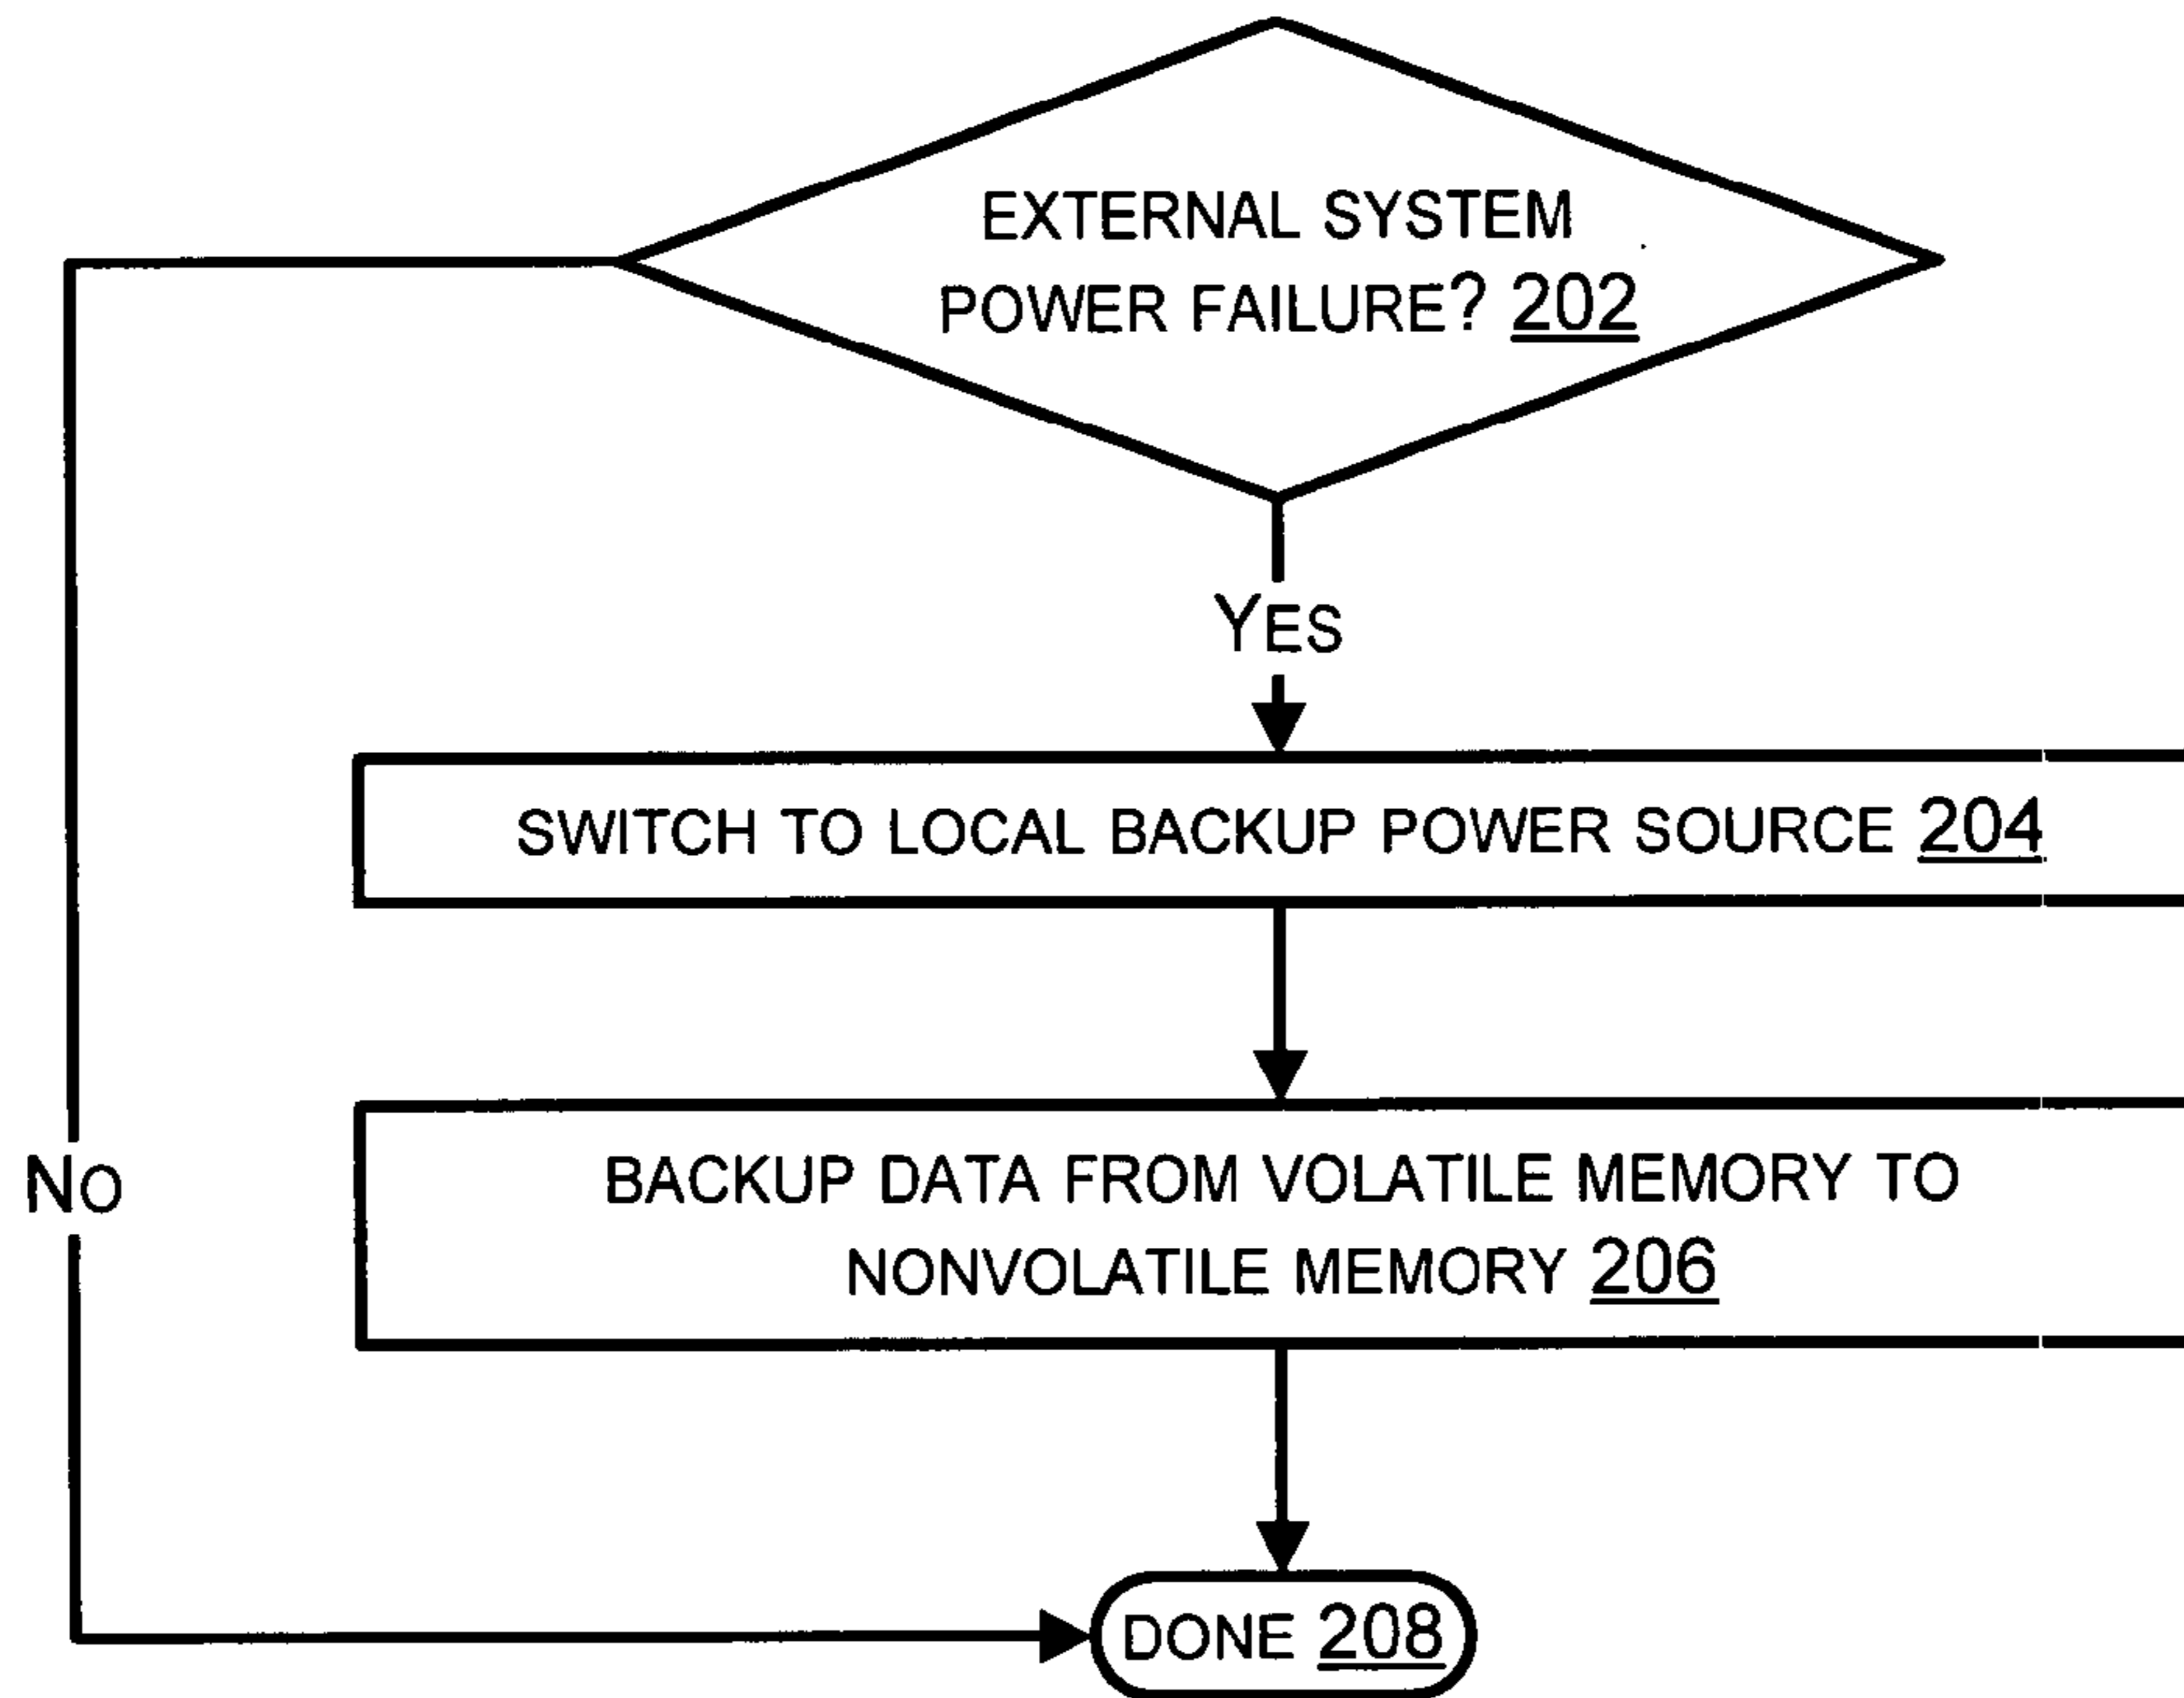 EXTERNAL SYSTEM
POWER FAILURE? 202
YES
SWITCH TO LOCAL BACKUP POWER SOURCE 204
NO
BACKUP DATA FROM VOLATILE MEMORY TO
NONVOLATILE MEMORY 206
DONE 208